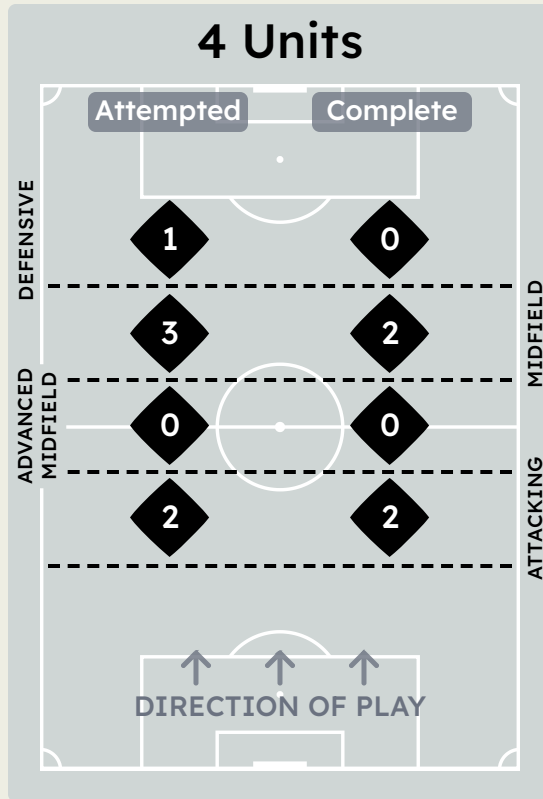 4 Units
Attempted Complete
DEFENSIVE
1 0
MIDFIELD
3 2
ADVANCED
MIDFIELD
0 0
ATTACKING
2 2
DIRECTION OF PLAY